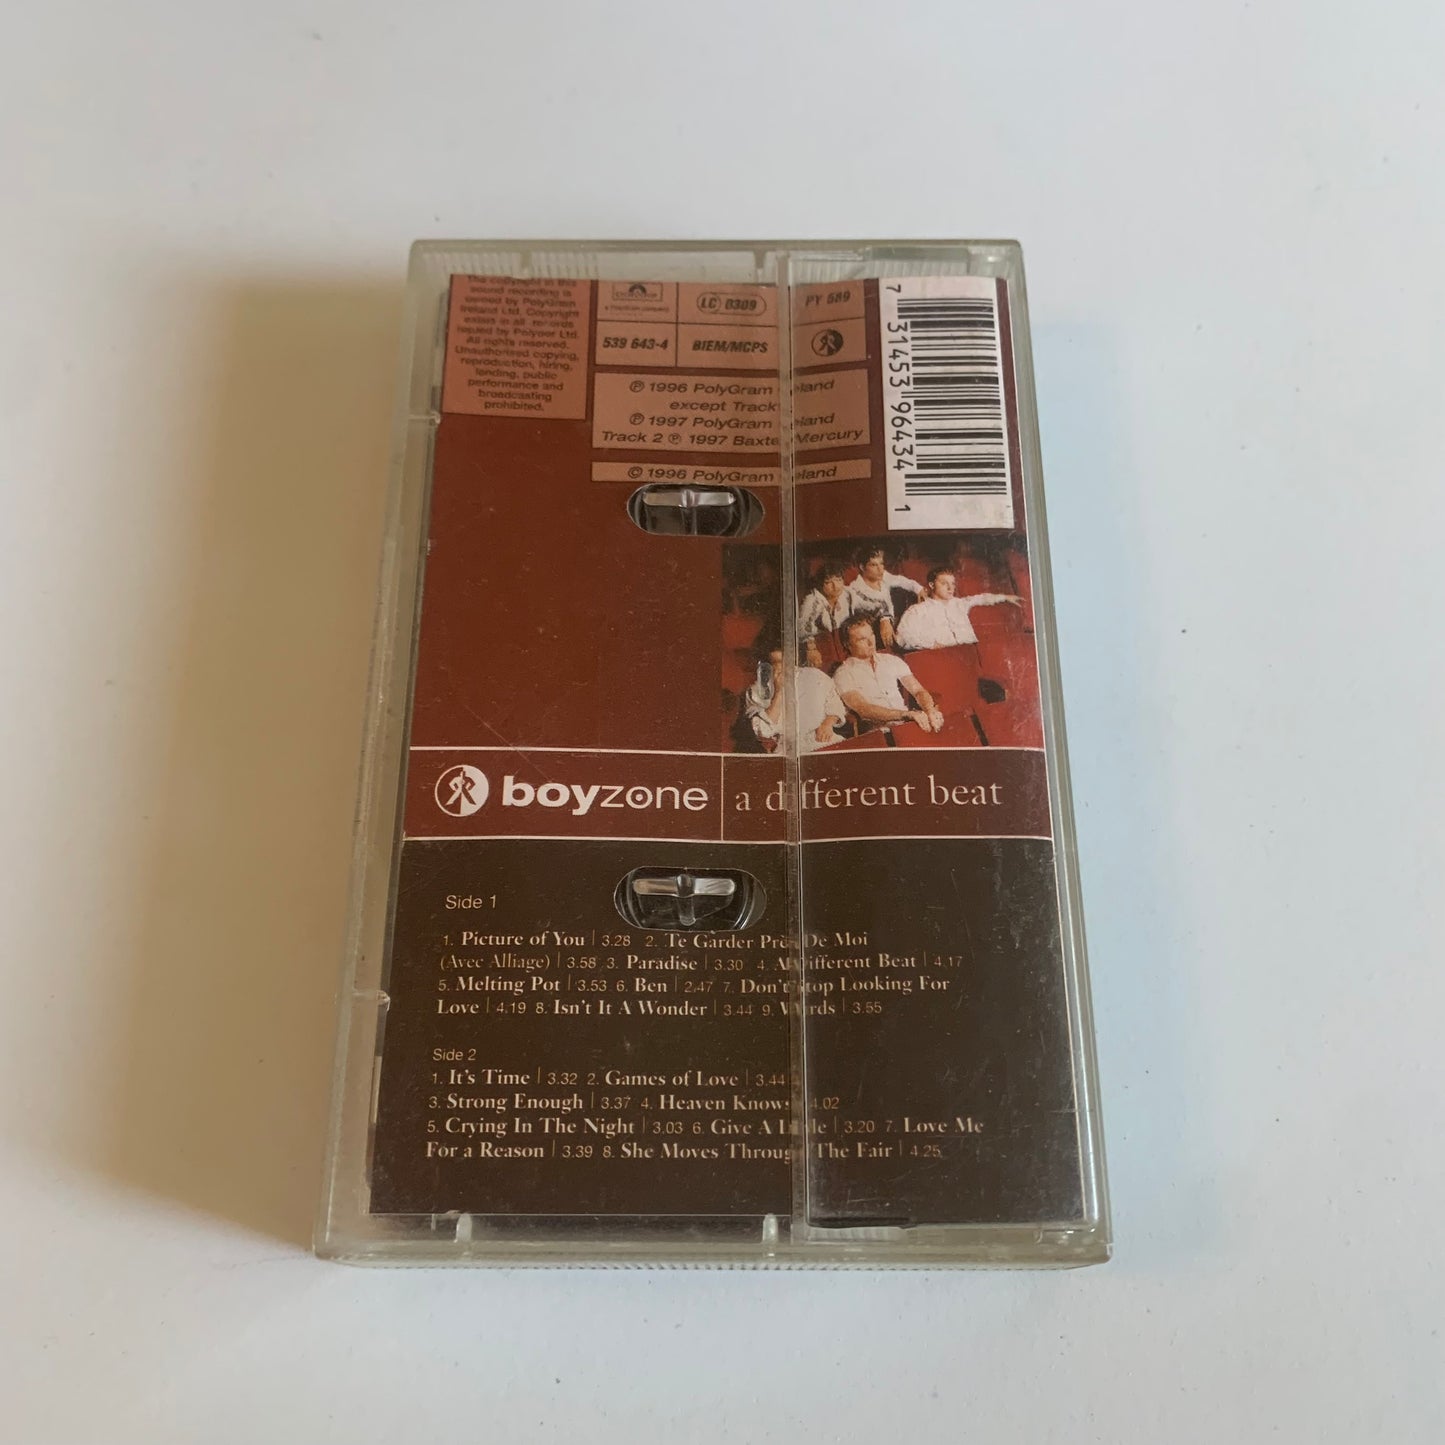 The copyright in this
sound recording is
owned by PolyGram
Ireland Ltd. Copyright
exists in all records
issued by Polydor Ltd.
All rights reserved.
Unauthorised copying,
reproduction, hiring,
lending, public
performance and
broadcasting
prohibited.
LC 0309
PY 589
539 643-4
BIEM/MCPS
℗ 1996 PolyGram Ireland
except Track
℗ 1997 PolyGram Ireland
Track 2 ℗ 1997 Baxter Mercury
© 1996 PolyGram Ireland
7 31453 96434 1
boyzone
a different beat
Side 1
1. Picture of You | 3.28 2. Te Garder Près De Moi
(Avec Alliage) | 3.58 3. Paradise | 3.30 4. A Different Beat | 4.17
5. Melting Pot | 3.53 6. Ben | 2.47 7. Don't Stop Looking For
Love | 4.19 8. Isn't It A Wonder | 3.44 9. Words | 3.55
Side 2
1. It's Time | 3.32 2. Games of Love | 3.44
3. Strong Enough | 3.37 4. Heaven Knows | 4.02
5. Crying In The Night | 3.03 6. Give A Little | 3.20 7. Love Me
For a Reason | 3.39 8. She Moves Through The Fair | 4.25